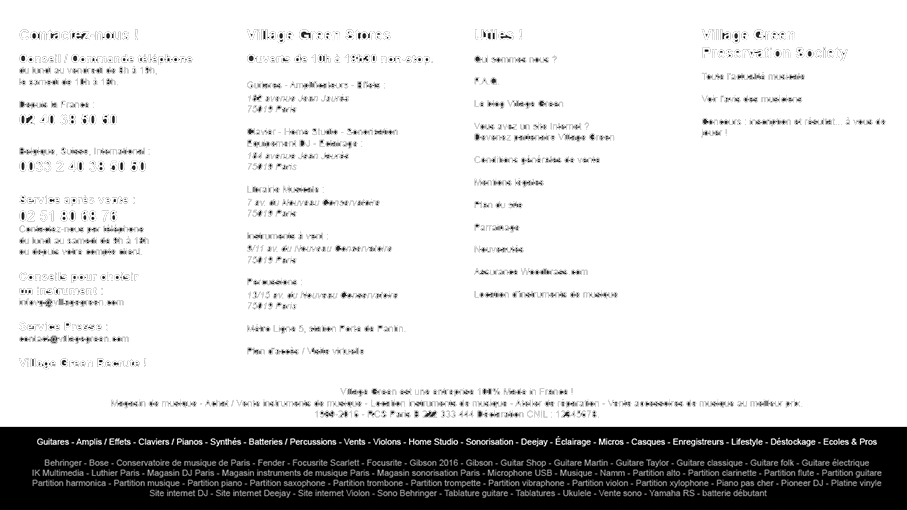 Contactez-nous !
Conseil / Commande téléphone
du lundi au vendredi de 9h à 19h,
le samedi de 10h à 19h.
Depuis la France :
02 40 38 50 50
Belgique, Suisse, International :
0033 2 40 38 50 50
Service après vente :
02 51 80 68 76
Contactez-nous par téléphone
du lundi au samedi de 9h à 19h
ou depuis votre compte client.
Conseils pour choisir
un instrument :
@villagegreen.com
Service Presse :
contact@villagegreen.com
Village Green Recrute !
Village Green Stores
Ouverts de 10h à 19h30 non-stop.
Guitares - Amplificateurs - Effets :
avenue Jean Jaurès
75019 Paris
Clavier - Home Studio - Sonorisation
Equipement DJ - Eclairage :
avenue Jean Jaurès
75019 Paris
Librairie Musicale :
7 av. du Nouveau Conservatoire
75019 Paris
Instruments à vent :
9/11 av. du Nouveau Conservatoire
75019 Paris
Percussions :
13/15 av. du Nouveau Conservatoire
75019 Paris
Métro Ligne 5, station Porte de Pantin.
Plan d'accès / Visite virtuelle
Utiles !
Qui sommes nous ?
F.A.Q.
Le blog Village Green
Vous avez un site Internet ?
Devenez partenaire Village Green
Conditions générales de vente
Mentions légales
Plan du site
Parrainage
Nouveautés
Assurance Woodbrass.com
Location d'instruments de musique
Village Green
Preservation Society
Toute l'actualité musicale
Voir l'avis des musiciens
Concours : inscription et résultat... à vous de
jouer !
Village Green est une entreprise 100% Made in France !
Magasin de musique - Achat / Vente instruments de musique - Location instruments de musique - Atelier de réparation - Vente accessoires de musique au meilleur prix.
1999-2016 - RCS Paris B 222 333 444 Déclaration CNIL : 12345678.
Guitares - Amplis / Effets - Claviers / Pianos - Synthés - Batteries / Percussions - Vents - Violons - Home Studio - Sonorisation - Deejay - Éclairage - Micros - Casques - Enregistreurs - Lifestyle - Déstockage - Ecoles & Pros
Behringer - Bose - Conservatoire de musique de Paris - Fender - Focusrite Scarlett - Focusrite - Gibson 2016 - Gibson - Guitar Shop - Guitare Martin - Guitare Taylor - Guitare classique - Guitare folk - Guitare électrique
IK Multimedia - Luthier Paris - Magasin DJ Paris - Magasin instruments de musique Paris - Magasin sonorisation Paris - Microphone USB - Musique - Namm - Partition alto - Partition clarinette - Partition flute - Partition guitare
Partition harmonica - Partition musique - Partition piano - Partition saxophone - Partition trombone - Partition trompette - Partition vibraphone - Partition violon - Partition xylophone - Piano pas cher - Pioneer DJ - Platine vinyle
Site internet DJ - Site internet Deejay - Site internet Violon - Sono Behringer - Tablature guitare - Tablatures - Ukulele - Vente sono - Yamaha RS - batterie débutant